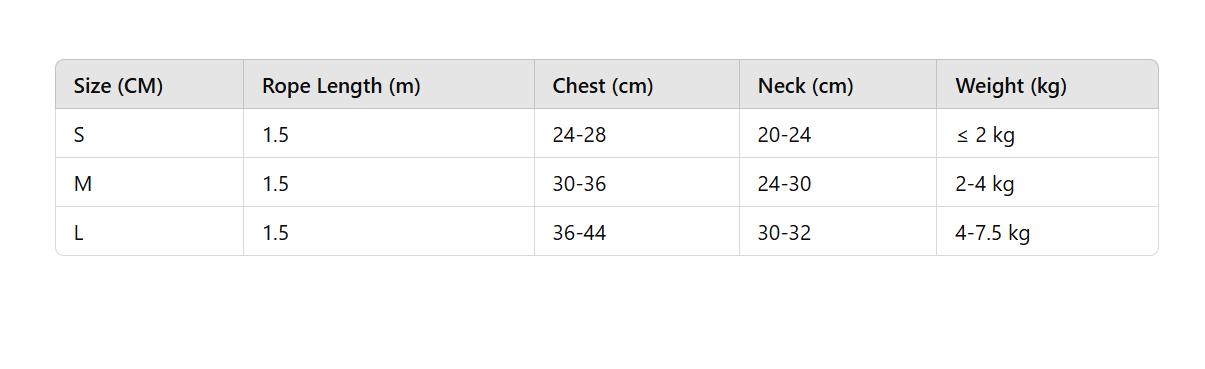 Size (CM) Rope Length (m) Chest (cm) Neck (cm) Weight (kg)
S 1.5 24-28 20-24 ≤ 2 kg
M 1.5 30-36 24-30 2-4 kg
L 1.5 36-44 30-32 4-7.5 kg